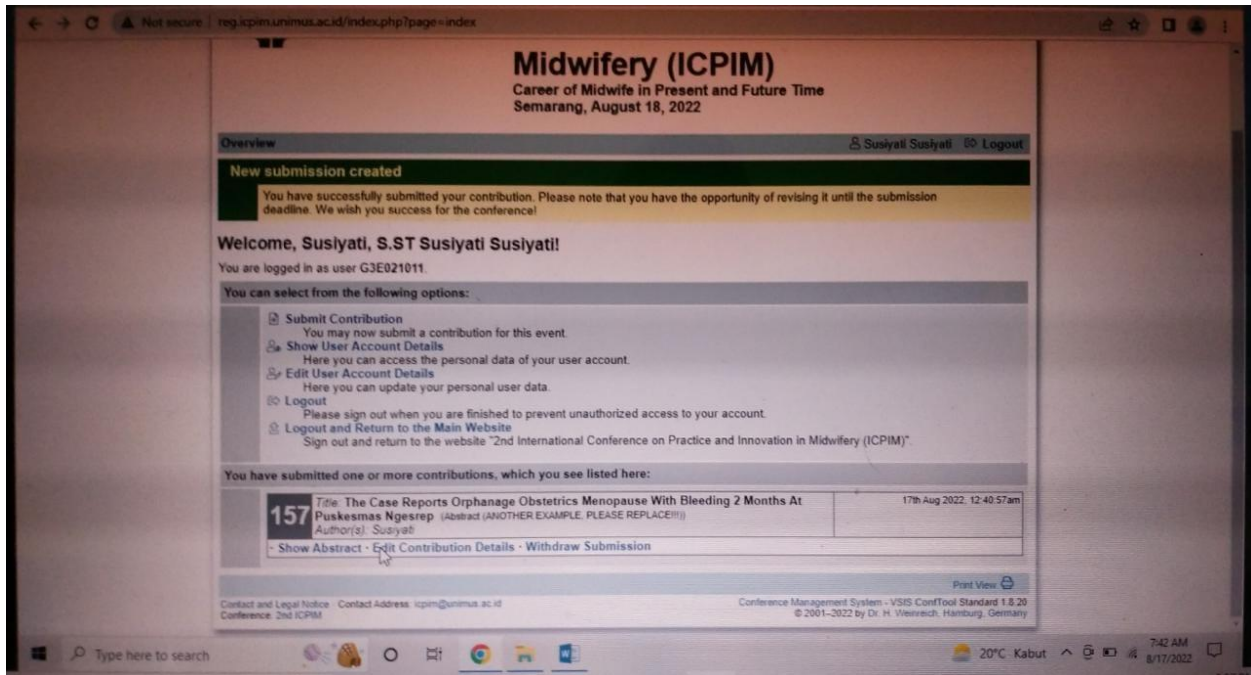 Not secure | reg.icpim.unimus.ac.id/index.php?page=index
Midwifery (ICPIM)
Career of Midwife in Present and Future Time
Semarang, August 18, 2022
Overview Susiyati Susiyati Logout
New submission created
You have successfully submitted your contribution. Please note that you have the opportunity of revising it until the submission
deadline. We wish you success for the conference!
Welcome, Susiyati, S.ST Susiyati Susiyati!
You are logged in as user G3E021011.
You can select from the following options:
Submit Contribution
You may now submit a contribution for this event.
Show User Account Details
Here you can access the personal data of your user account.
Edit User Account Details
Here you can update your personal user data.
Logout
Please sign out when you are finished to prevent unauthorized access to your account.
Logout and Return to the Main Website
Sign out and return to the website "2nd International Conference on Practice and Innovation in Midwifery (ICPIM)".
You have submitted one or more contributions, which you see listed here:
157 Title: The Case Reports Orphanage Obstetrics Menopause With Bleeding 2 Months At 17th Aug 2022, 12:40:57am
Puskesmas Ngesrep (Abstract (ANOTHER EXAMPLE, PLEASE REPLACE!!!))
Author(s): Susiyati
- Show Abstract · Edit Contribution Details · Withdraw Submission
Print View
Contact and Legal Notice · Contact Address: icpim@unimus.ac.id Conference Management System - VSIS ConfTool Standard 1.8.20
Conference: 2nd ICPIM © 2001–2022 by Dr. H. Weinreich, Hamburg, Germany
Type here to search 20°C Kabut 7:42 AM
8/17/2022